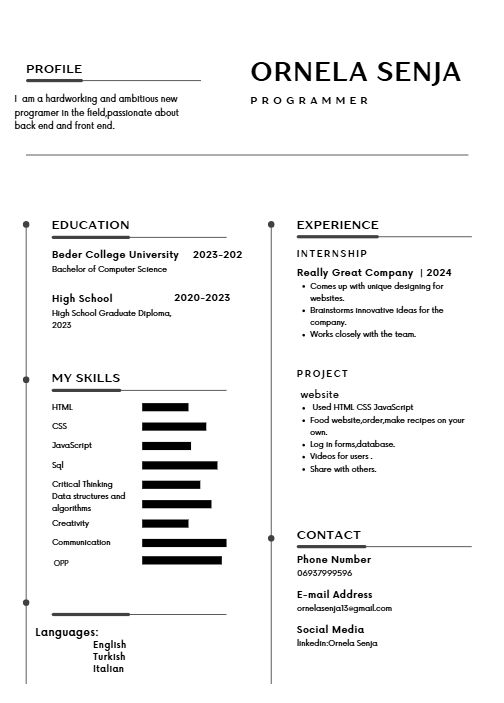 PROFILE
I am a hardworking and ambitious new
programer in the field,passionate about
back end and front end.
ORNELA SENJA
PROGRAMMER
EDUCATION
Beder College University 2023-202
Bachelor of Computer Science
High School 2020-2023
High School Graduate Diploma,
2023
MY SKILLS
HTML
CSS
JavaScript
Sql
Critical Thinking
Data structures and
algorithms
Creativity
Communication
OPP
Languages:
English
Turkish
Italian
EXPERIENCE
INTERNSHIP
Really Great Company | 2024
• Comes up with unique designing for
websites.
• Brainstorms innovative ideas for the
company.
• Works closely with the team.
PROJECT
website
• Used HTML CSS JavaScript
• Food website,order,make recipes on your
own.
• Log in forms,database.
• Videos for users .
• Share with others.
CONTACT
Phone Number
06937999596
E-mail Address
ornelasenja13@gmail.com
Social Media
linkedin:Ornela Senja